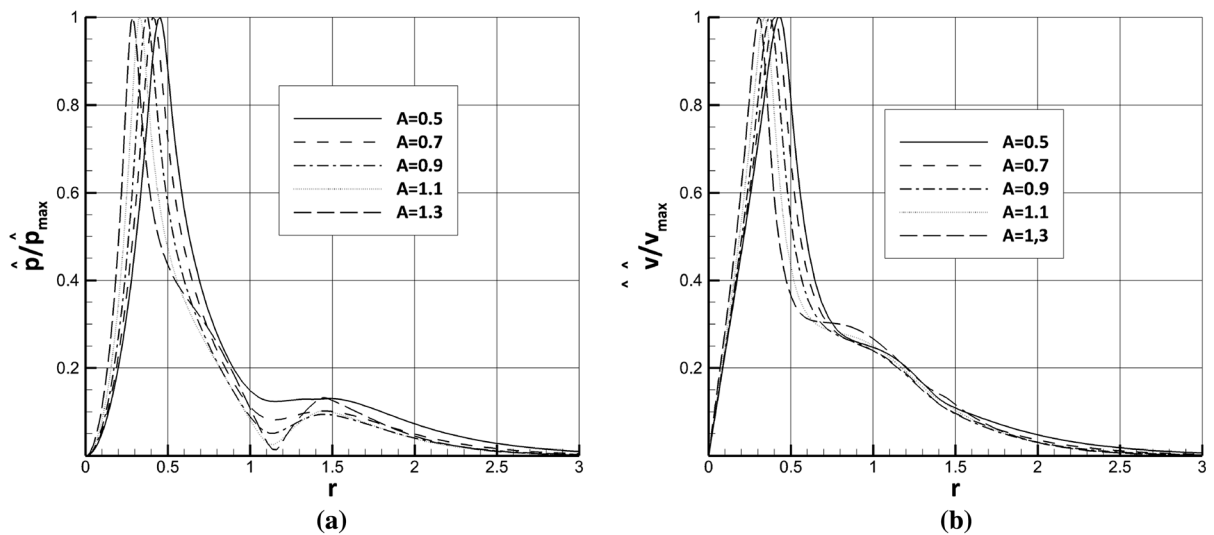 1
0.8
0.6
0.4
0.2
0 0.5 1 1.5 2 2.5 3
p̂/p̂max
r
A=0.5
A=0.7
A=0.9
A=1.1
A=1.3
(a)
1
0.8
0.6
0.4
0.2
0 0.5 1 1.5 2 2.5 3
v̂/v̂max
r
A=0.5
A=0.7
A=0.9
A=1.1
A=1,3
(b)